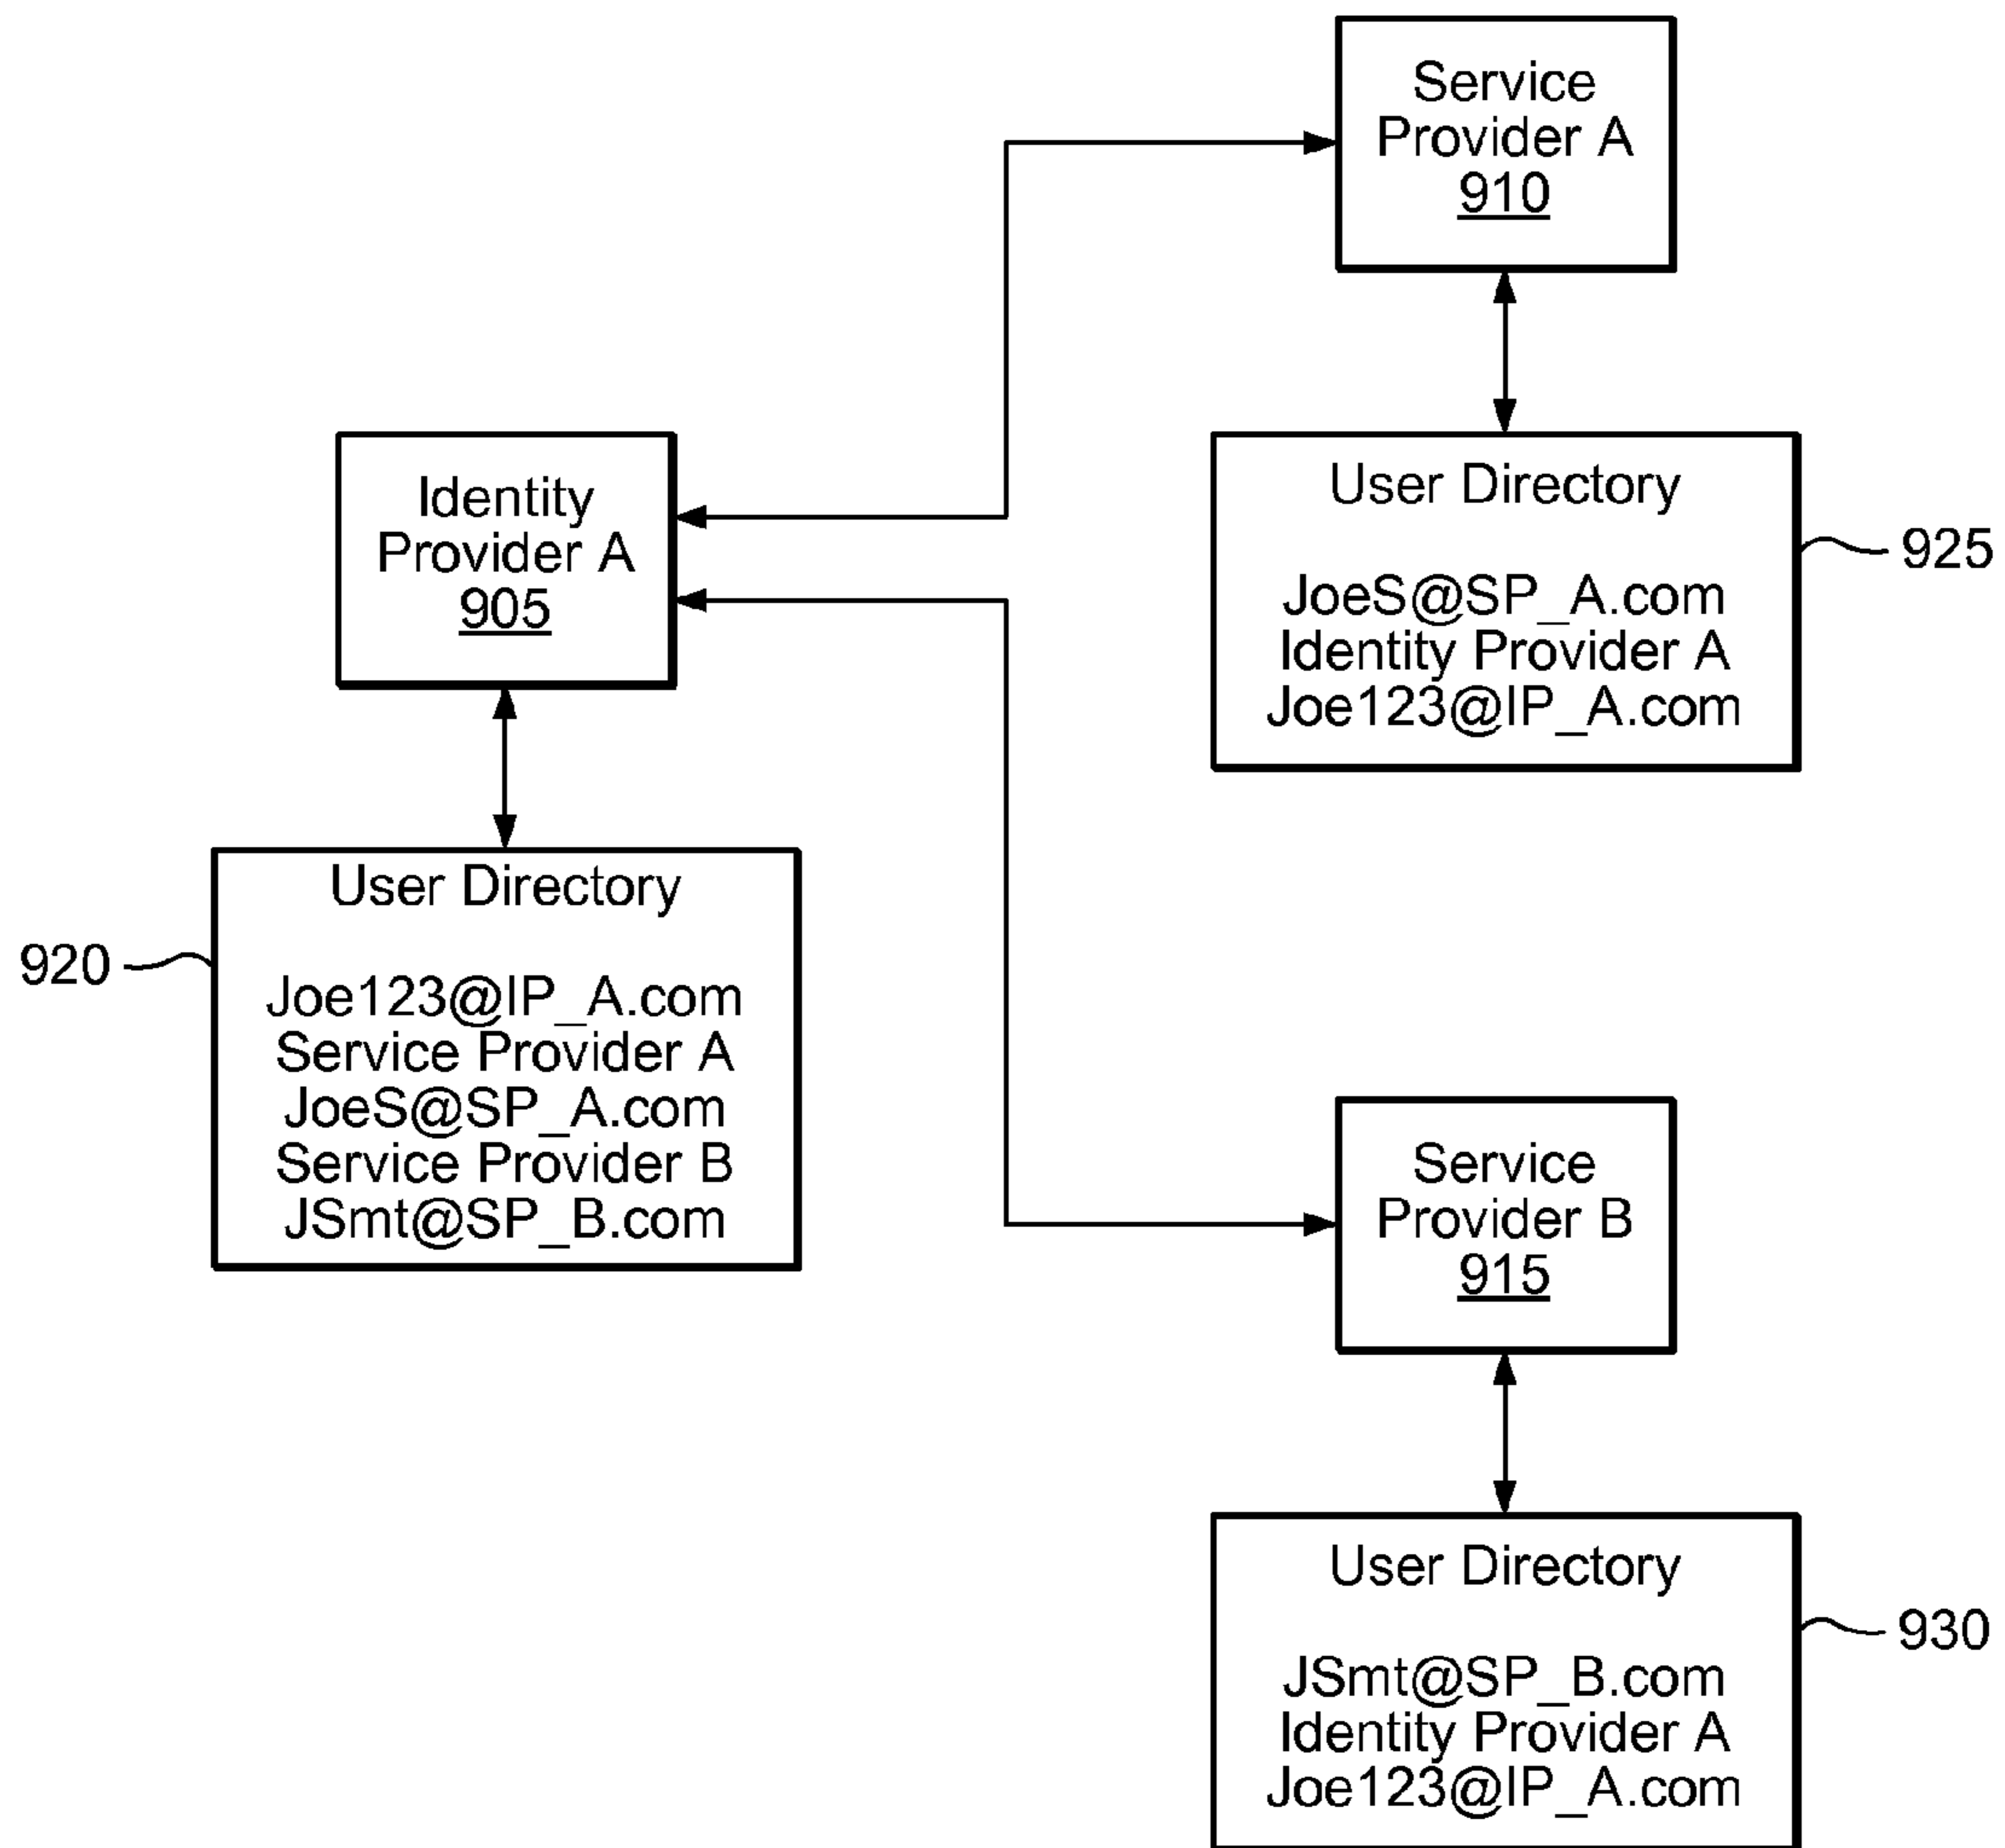 Service
Provider A
910
Identity
Provider A
905
User Directory
JoeS@SP_A.com
Identity Provider A
Joe123@IP_A.com
925
User Directory
Joe123@IP_A.com
Service Provider A
JoeS@SP_A.com
Service Provider B
JSmt@SP_B.com
920
Service
Provider B
915
User Directory
JSmt@SP_B.com
Identity Provider A
Joe123@IP_A.com
930